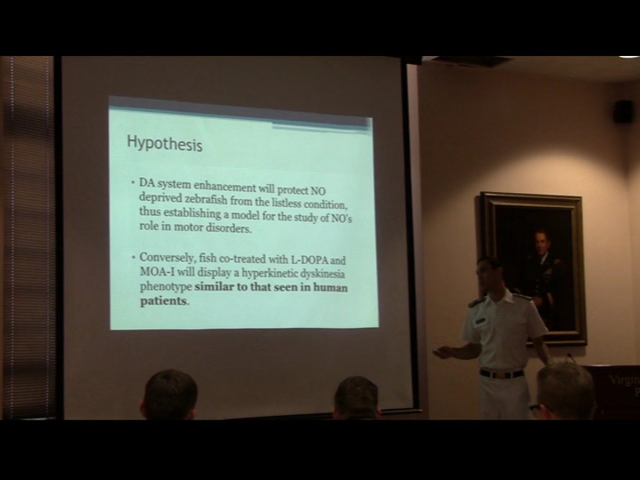 Hypothesis
• DA system enhancement will protect NO
deprived zebrafish from the listless condition,
thus establishing a model for the study of NO's
role in motor disorders.
• Conversely, fish co-treated with L-DOPA and
MOA-I will display a hyperkinetic dyskinesia
phenotype similar to that seen in human
patients.